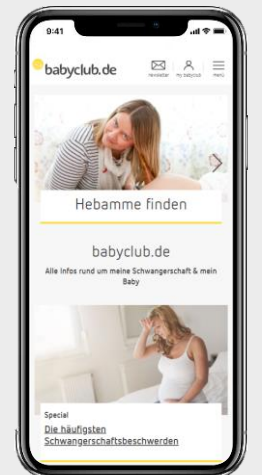 9:41
babyclub.de
newsletter
my babyclub
menü
Hebamme finden
babyclub.de
Alle Infos rund um meine Schwangerschaft & mein
Baby
Special
Die häufigsten
Schwangerschaftsbeschwerden